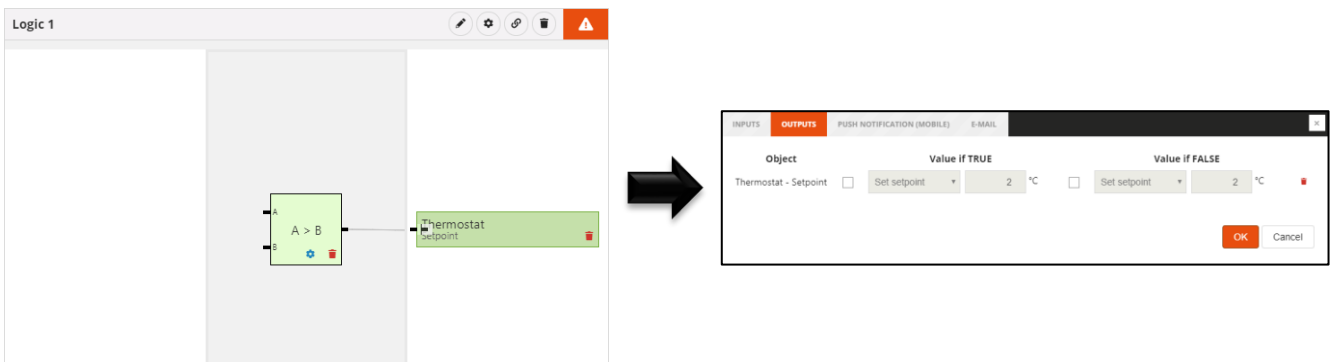 Logic 1
A
A > B
B
Thermostat
Setpoint
INPUTS OUTPUTS PUSH NOTIFICATION (MOBILE) E-MAIL
Object Value if TRUE Value if FALSE
Thermostat - Setpoint Set setpoint 2 °C Set setpoint 2 °C
OK Cancel